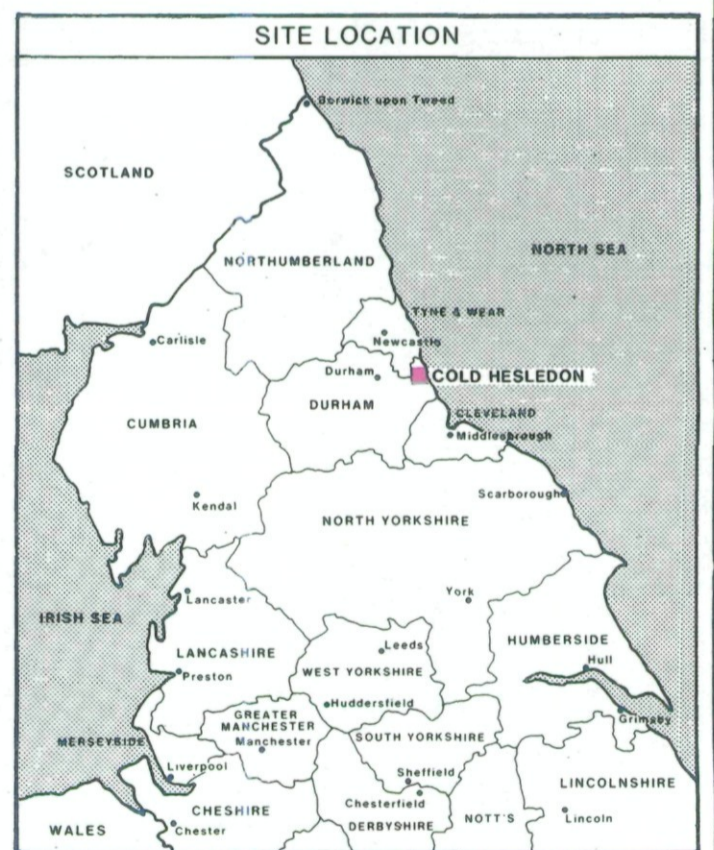 SITE LOCATION
Berwick upon Tweed
SCOTLAND
NORTH SEA
NORTHUMBERLAND
TYNE & WEAR
Carlisle
Newcastle
Durham
COLD HESLEDON
DURHAM
CLEVELAND
CUMBRIA
Middlesbrough
Kendal
Scarborough
NORTH YORKSHIRE
York
Lancaster
IRISH SEA
HUMBERSIDE
Leeds
LANCASHIRE
Hull
WEST YORKSHIRE
Preston
Huddersfield
GREATER
MANCHESTER
Grimsby
SOUTH YORKSHIRE
MERSEYSIDE
Manchester
Liverpool
Sheffield
LINCOLNSHIRE
Chesterfield
CHESHIRE
NOTT'S
Lincoln
DERBYSHIRE
WALES
Chester